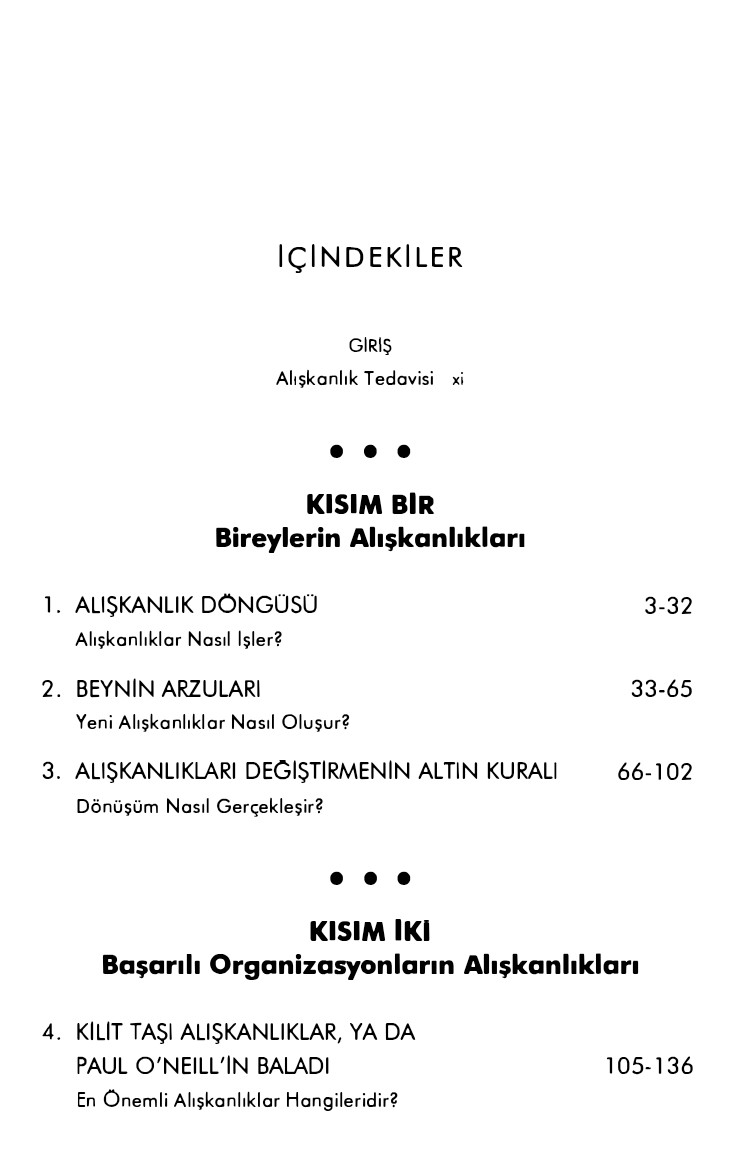 İÇİNDEKİLER
GİRİŞ
Alışkanlık Tedavisi xi
• • •
KISIM BİR
Bireylerin Alışkanlıkları
1. ALIŞKANLIK DÖNGÜSÜ 3-32
Alışkanlıklar Nasıl İşler?
2. BEYNİN ARZULARI 33-65
Yeni Alışkanlıklar Nasıl Oluşur?
3. ALIŞKANLIKLARI DEĞİŞTİRMENİN ALTIN KURALI 66-102
Dönüşüm Nasıl Gerçekleşir?
• • •
KISIM İKİ
Başarılı Organizasyonların Alışkanlıkları
4. KİLİT TAŞI ALIŞKANLIKLAR, YA DA
PAUL O'NEILL'İN BALADI 105-136
En Önemli Alışkanlıklar Hangileridir?